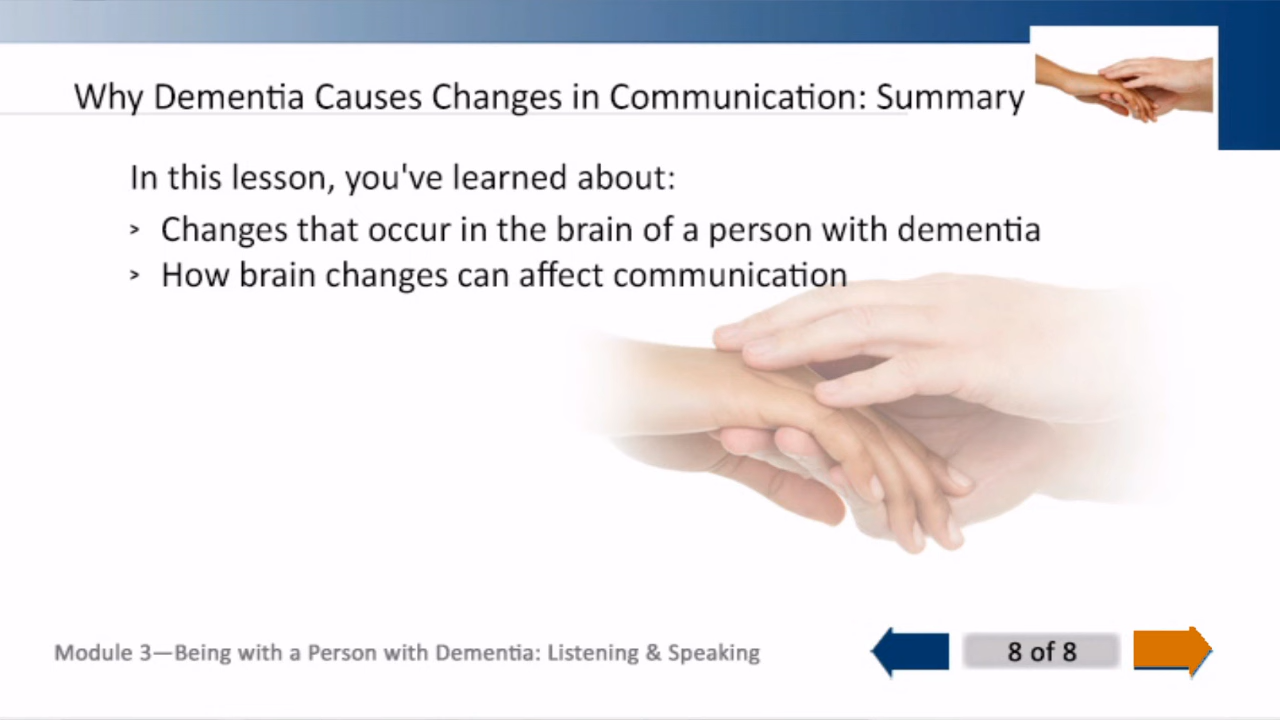 Why Dementia Causes Changes in Communication: Summary
In this lesson, you've learned about:
> Changes that occur in the brain of a person with dementia
> How brain changes can affect communication
Module 3—Being with a Person with Dementia: Listening & Speaking
8 of 8